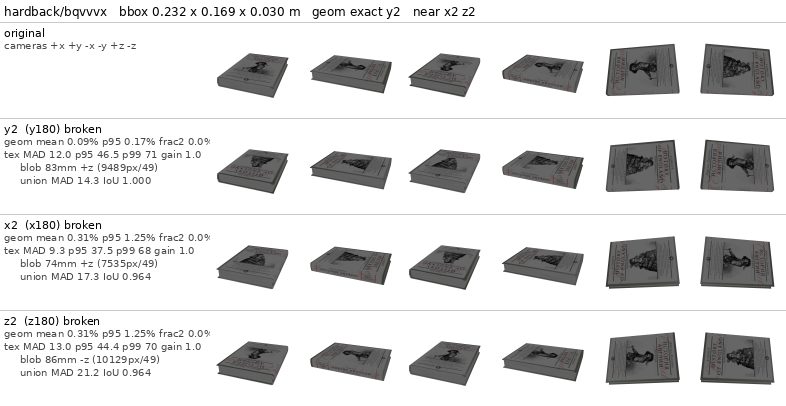 hardback/bqvvvx bbox 0.232 x 0.169 x 0.030 m geom exact y2 near x2 z2
original
cameras +x +y -x -y +z -z
y2 (y180) broken
geom mean 0.09% p95 0.17% frac2 0.0%
tex MAD 12.0 p95 46.5 p99 71 gain 1.0
blob 83mm +z (9489px/49)
union MAD 14.3 IoU 1.000
x2 (x180) broken
geom mean 0.31% p95 1.25% frac2 0.0%
tex MAD 9.3 p95 37.5 p99 68 gain 1.0
blob 74mm +z (7535px/49)
union MAD 17.3 IoU 0.964
z2 (z180) broken
geom mean 0.31% p95 1.25% frac2 0.0%
tex MAD 13.0 p95 44.4 p99 70 gain 1.0
blob 86mm -z (10129px/49)
union MAD 21.2 IoU 0.964